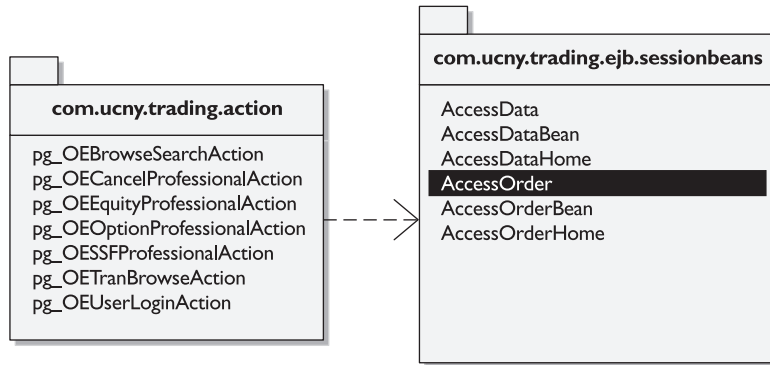 com.ucny.trading.action
pg_OEBrowseSearchAction
pg_OECancelProfessionalAction
pg_OEEquityProfessionalAction
pg_OEOptionProfessionalAction
pg_OESSFProfessionalAction
pg_OETranBrowseAction
pg_OEUserLoginAction
com.ucny.trading.ejb.sessionbeans
AccessData
AccessDataBean
AccessDataHome
AccessOrder
AccessOrderBean
AccessOrderHome